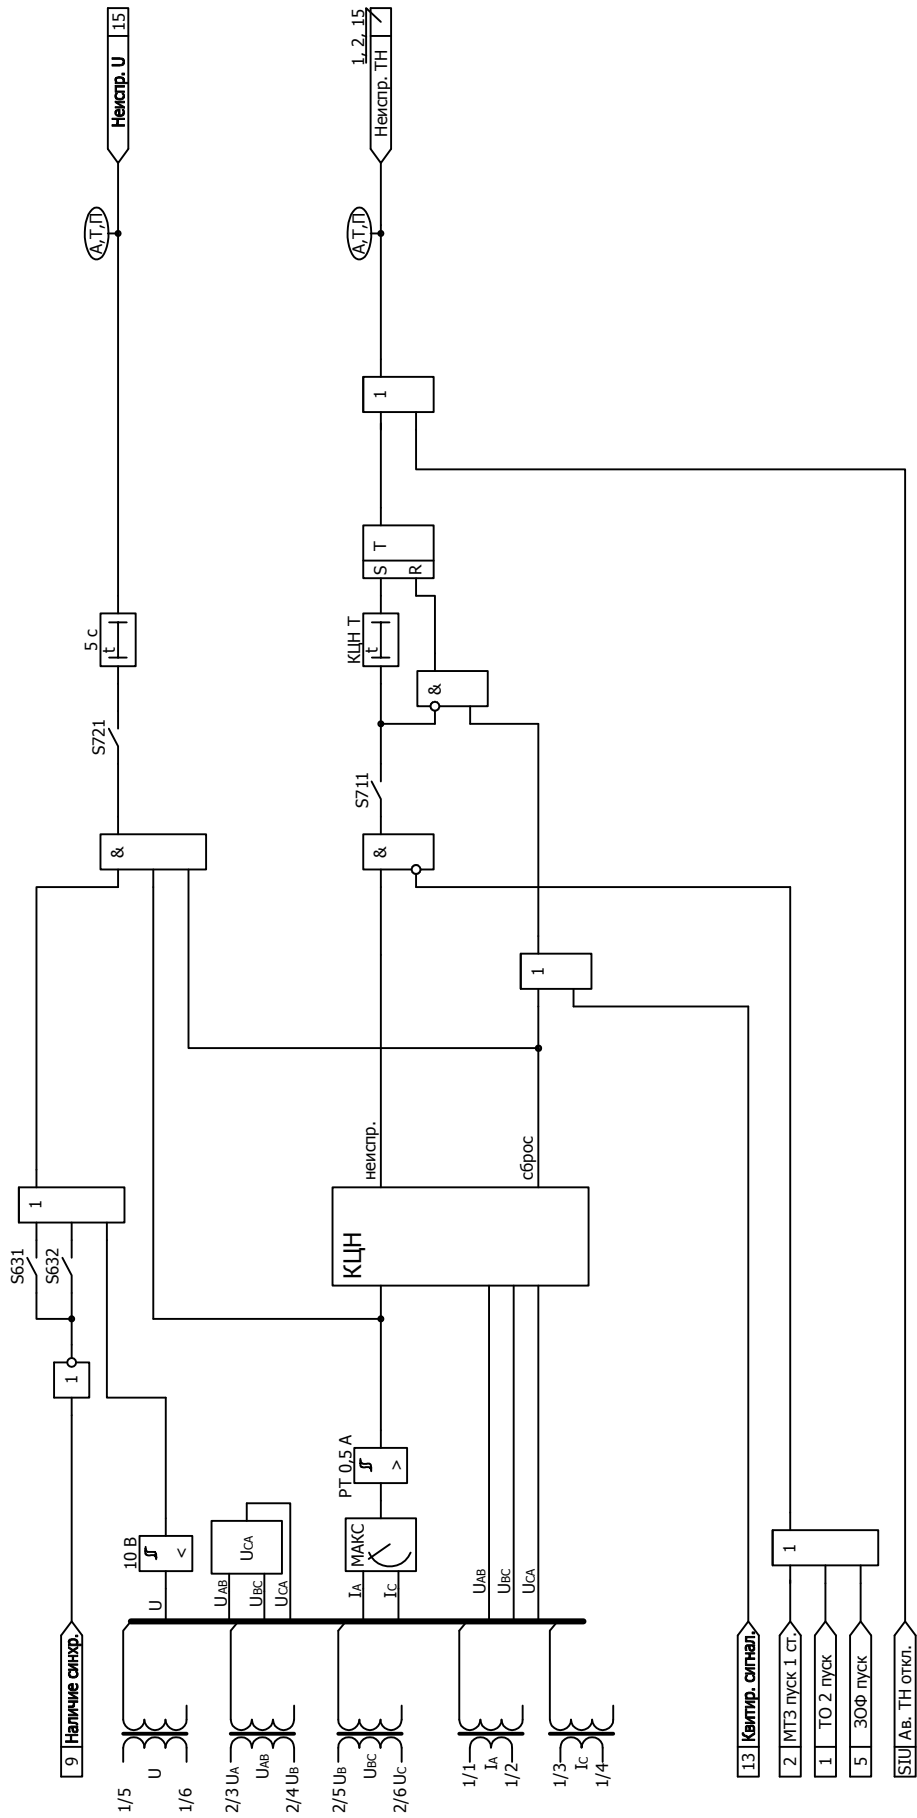 9 Наличие синхр.
1/5
U
1/6
2/3 UA
UAB
2/4 UB
2/5 UB
UBC
2/6 UC
1/1
IA
1/2
1/3
IC
1/4
13 Квитир. сигнал.
2 МТЗ пуск 1 ст.
1 ТО 2 пуск
5 ЗОФ пуск
SIU Ав. ТН откл.
U
10 В
<
UAB
UBC
UCA
UCA
IA
IC
МАКС
РТ 0,5 А
>
UAB
UBC
UCA
1
1
S631
S632
1
КЦН
неиспр.
сброс
1
&
&
S721
S711
&
5 с
t
КЦН Т
t
S
R
T
1
А,Т,П
А,Т,П
Неиспр. U 15
Неиспр. ТН
1, 2, 15